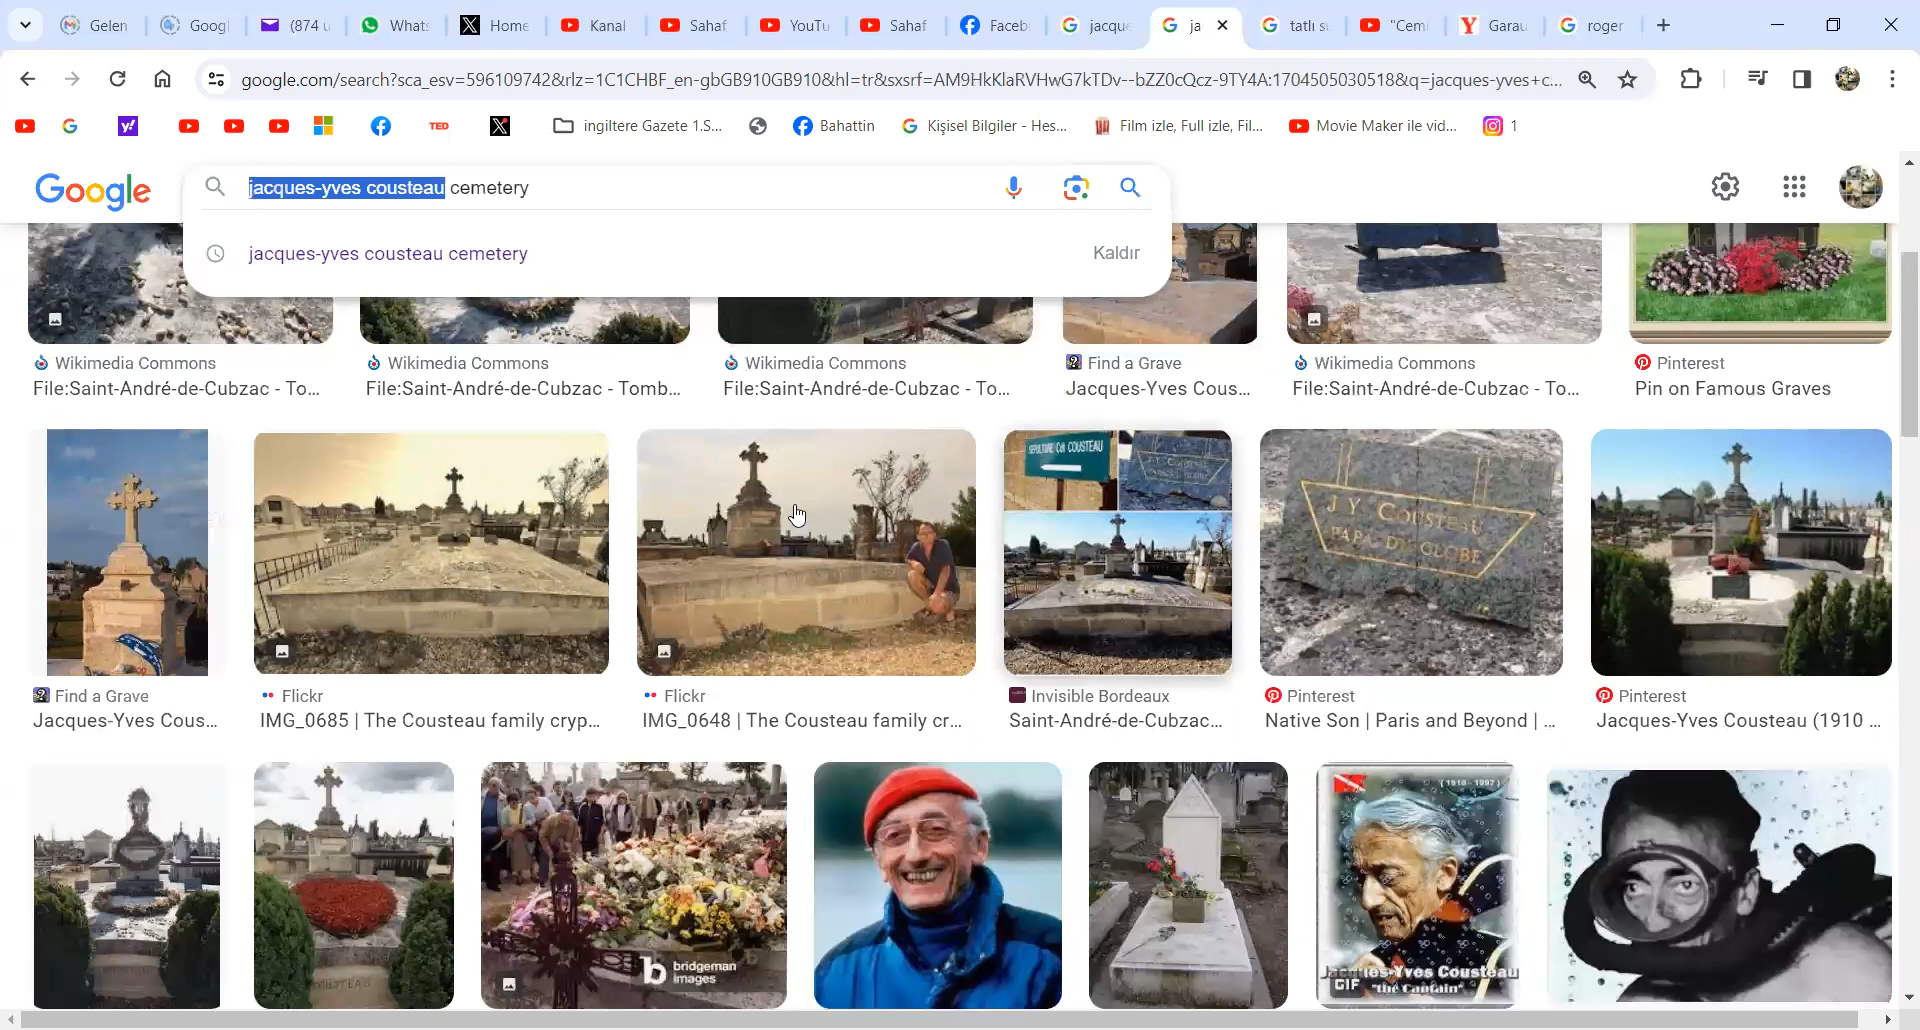 Gelen
Googl
(874 u
Whats
Home
Kanal
Sahaf
YouTu
Sahaf
Faceb
jacque
ja
tatlı su
"Cemi
Garau
roger
google.com/search?sca_esv=596109742&rlz=1C1CHBF_en-gbGB910GB910&hl=tr&sxsrf=AM9HkKlaRVHwG7kTDv--bZZ0cQcz-9TY4A:1704505030518&q=jacques-yves+c...
TED
ingiltere Gazete 1.S...
Bahattin
Kişisel Bilgiler - Hes...
Film izle, Full izle, Fil...
Movie Maker ile vid...
1
Google
jacques-yves cousteau cemetery
jacques-yves cousteau cemetery
Kaldır
Wikimedia Commons
File:Saint-André-de-Cubzac - To...
Wikimedia Commons
File:Saint-André-de-Cubzac - Tomb...
Wikimedia Commons
File:Saint-André-de-Cubzac - To...
Find a Grave
Jacques-Yves Cous...
Wikimedia Commons
File:Saint-André-de-Cubzac - To...
Pinterest
Pin on Famous Graves
SEPULTURE Cdt COUSTEAU
J Y COUSTEAU
PAPA DU GLOBE
Find a Grave
Jacques-Yves Cous...
Flickr
IMG_0685 | The Cousteau family cryp...
Flickr
IMG_0648 | The Cousteau family cr...
Invisible Bordeaux
Saint-André-de-Cubzac...
Pinterest
Native Son | Paris and Beyond | ...
Pinterest
Jacques-Yves Cousteau (1910 ...
bridgeman
images
(1910 - 1997)
Jacques-Yves Cousteau
"the Captain"
GIF